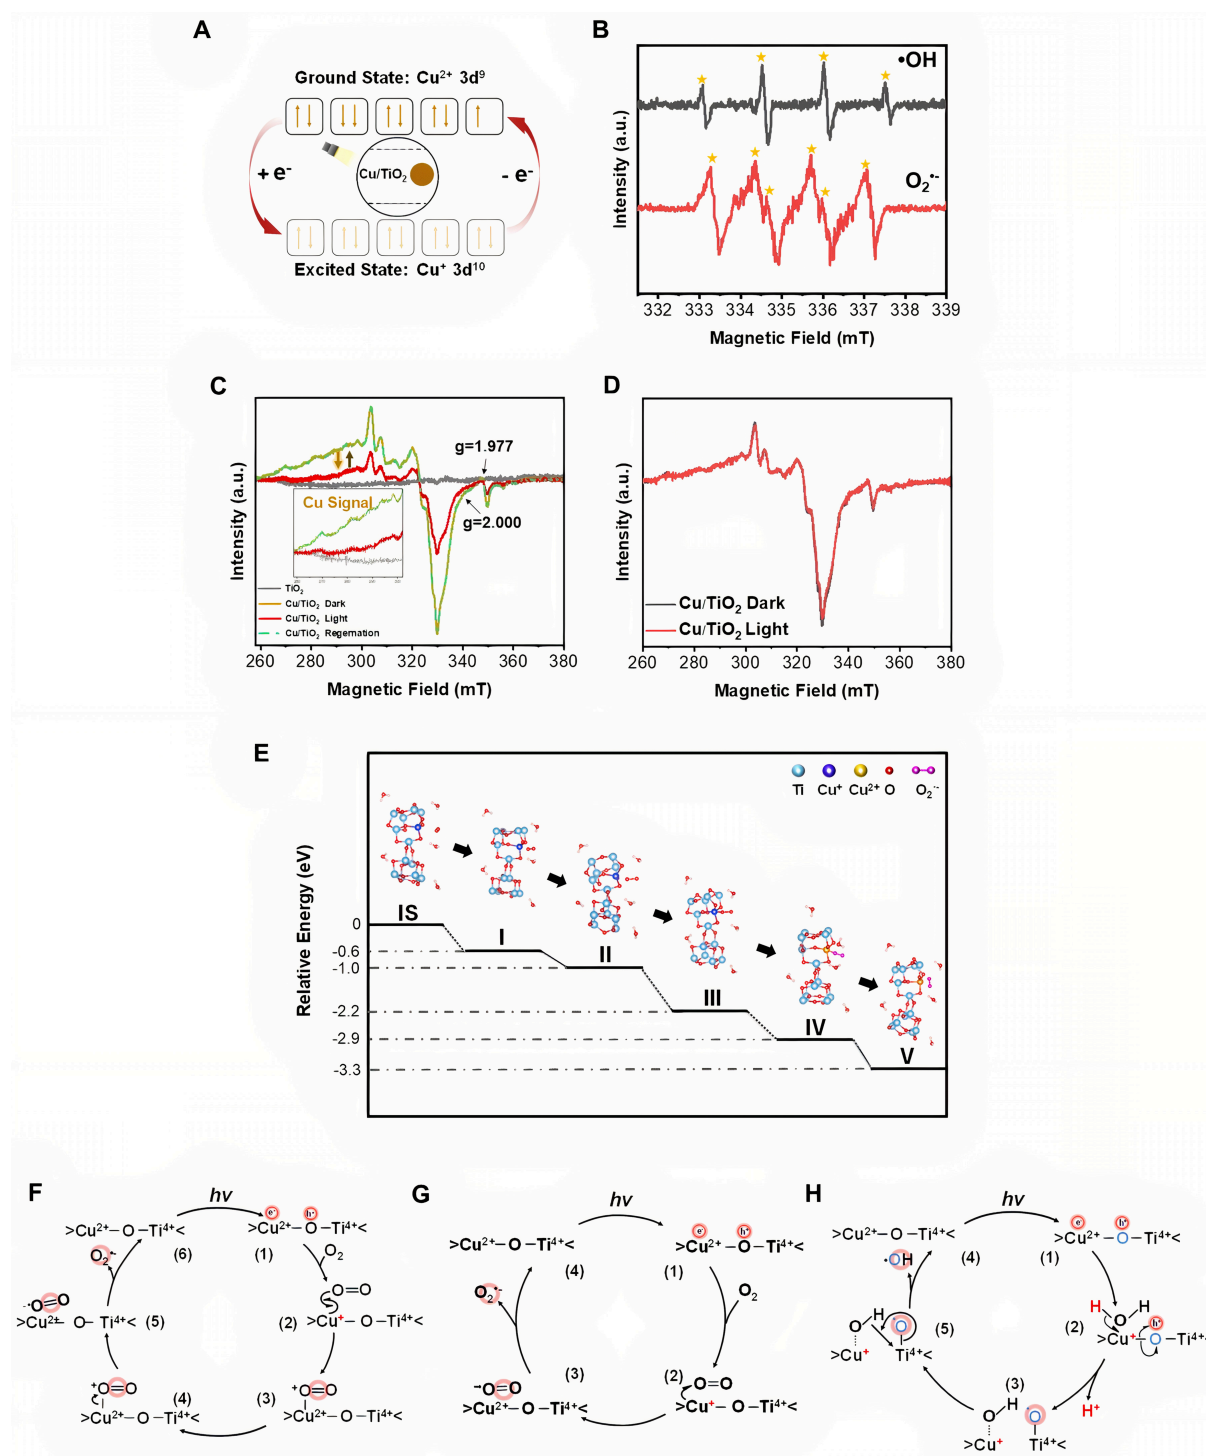 A
Ground State: Cu2+ 3d9
+ e-
Cu/TiO2
- e-
Excited State: Cu+ 3d10
B
•OH
O2•-
Intensity (a.u.)
332 333 334 335 336 337 338 339
Magnetic Field (mT)
C
g=1.977
Cu Signal
g=2.000
TiO2
Cu/TiO2 Dark
Cu/TiO2 Light
Cu/TiO2 Regernation
Intensity (a.u.)
260 280 300 320 340 360 380
Magnetic Field (mT)
D
Cu/TiO2 Dark
Cu/TiO2 Light
Intensity (a.u.)
260 280 300 320 340 360 380
Magnetic Field (mT)
E
Ti Cu+ Cu2+ O O2•-
Relative Energy (eV)
0
-0.6
-1.0
-2.2
-2.9
-3.3
IS
I
II
III
IV
V
F
hv
>Cu2+—O—Ti4+<
(6)
e-
h+
>Cu2+—O—Ti4+<
(1)
O2
O=O
(2)
>Cu+—O—Ti4+<
+O=O
(3)
>Cu2+—O—Ti4+<
+O=O
(4)
>Cu2+—O—Ti4+<
-•O=O
>Cu2+ O—Ti4+<
(5)
O2•-
G
hv
>Cu2+—O—Ti4+<
(4)
e-
h+
>Cu2+—O—Ti4+<
(1)
O2
O=O
(2)
>Cu+—O—Ti4+<
O=O
(3)
>Cu2+—O—Ti4+<
O2•-
H
hv
>Cu2+—O—Ti4+<
(4)
e-
h+
>Cu2+—O—Ti4+<
(1)
H H
O
h+
(2)
>Cu+—O—Ti4+<
H+
(3)
H
O
O
>Cu+
Ti4+<
H
O
O
(5)
>Cu+
Ti4+<
•OH